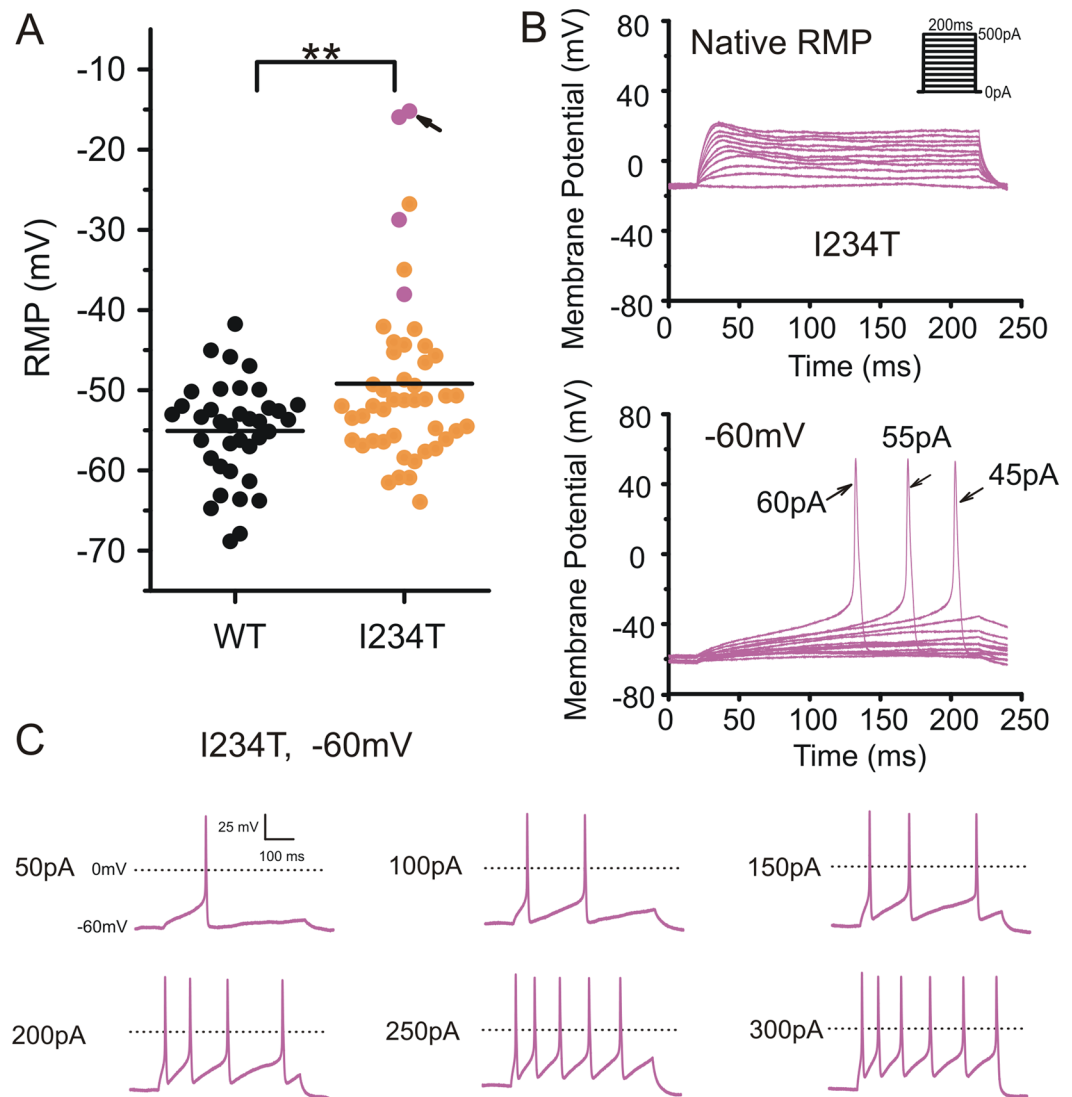 A
**
-10
-20
-30
-40
-50
-60
-70
RMP (mV)
WT
I234T
B
Native RMP
200ms
500pA
0pA
80
40
0
-40
-80
Membrane Potential (mV)
I234T
0
50
100
150
200
250
Time (ms)
-60mV
55pA
45pA
60pA
80
40
0
-40
-80
Membrane Potential (mV)
0
50
100
150
200
250
Time (ms)
C
I234T, -60mV
50pA
0mV
-60mV
25 mV
100 ms
100pA
150pA
200pA
250pA
300pA